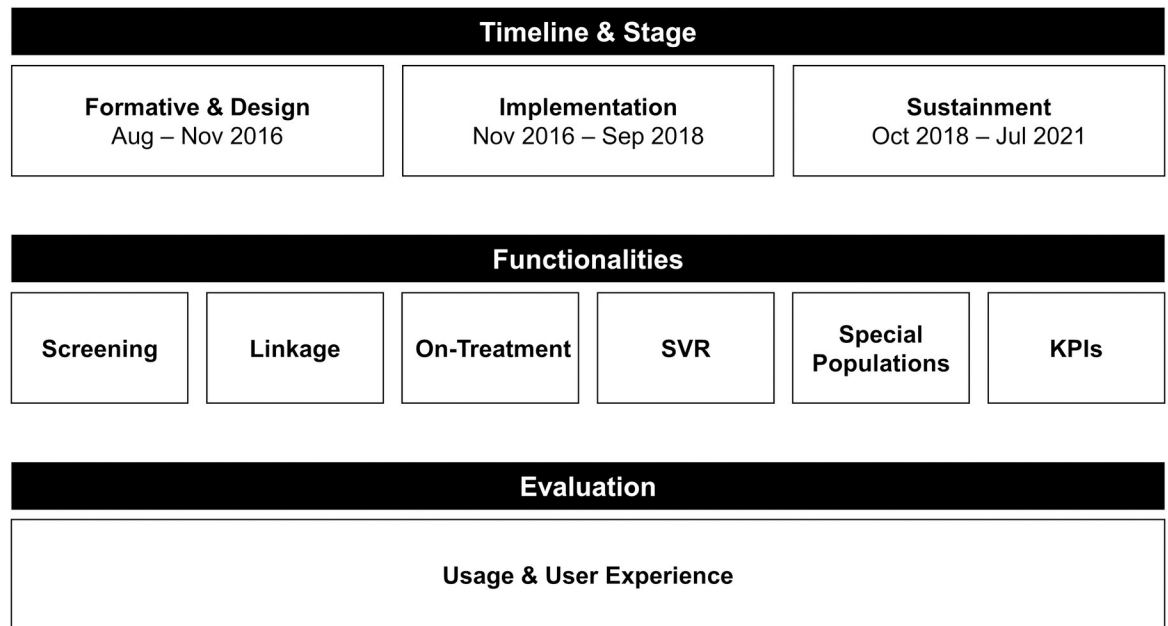 Timeline & Stage
Formative & Design
Aug – Nov 2016
Implementation
Nov 2016 – Sep 2018
Sustainment
Oct 2018 – Jul 2021
Functionalities
Screening
Linkage
On-Treatment
SVR
Special
Populations
KPIs
Evaluation
Usage & User Experience